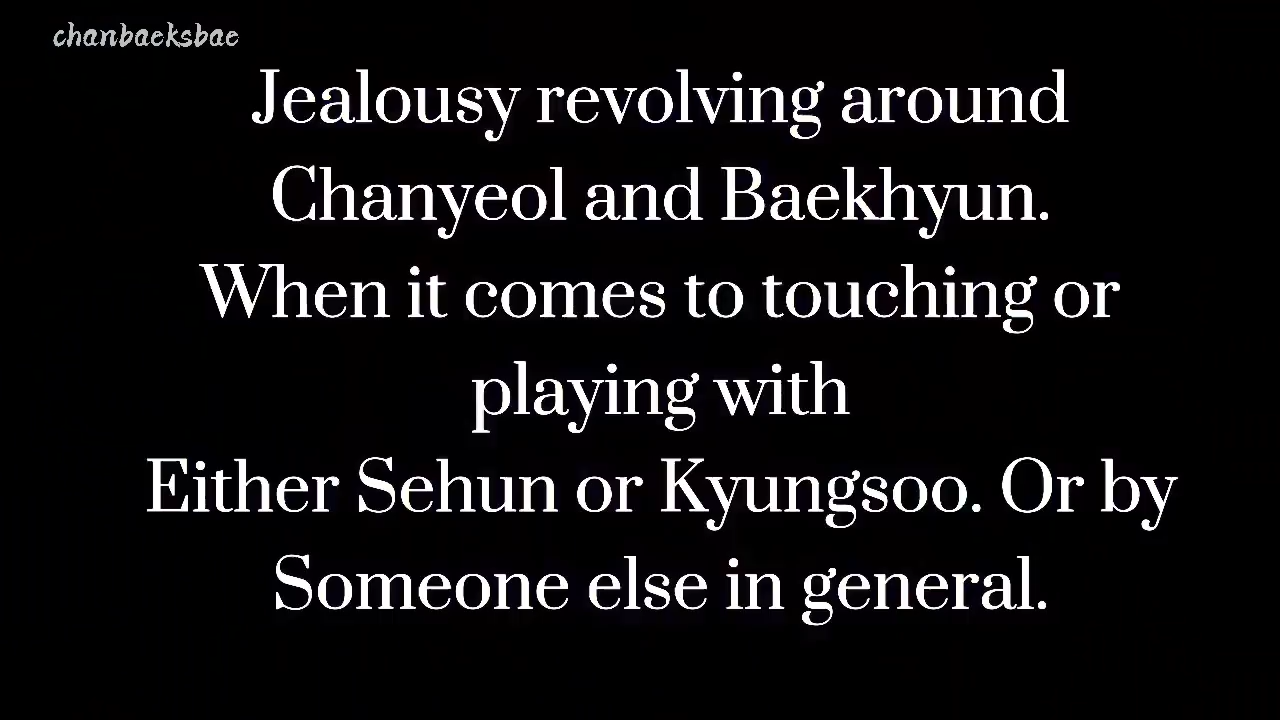 chanbaeksbae
Jealousy revolving around
Chanyeol and Baekhyun.
When it comes to touching or
playing with
Either Sehun or Kyungsoo. Or by
Someone else in general.